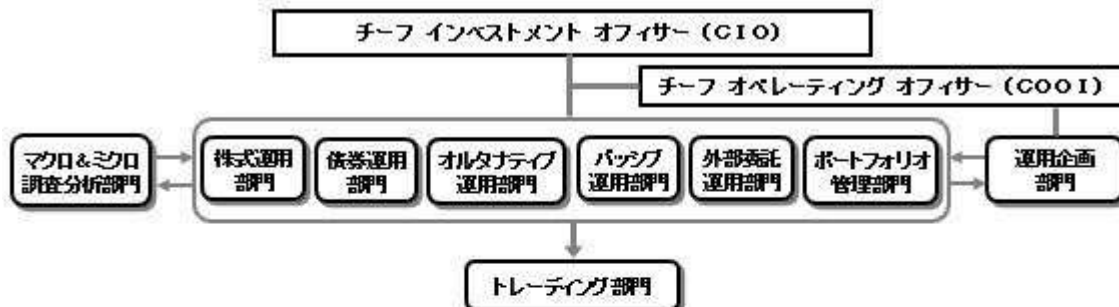 チーフ インベストメント オフィサー (CIO)
チーフ オペレーティング オフィサー (COOI)
マクロ&ミクロ
調査分析部門
株式運用
部門
債券運用
部門
オルタナティブ
運用部門
パッシブ
運用部門
外部委託
運用部門
ポートフォリオ
管理部門
運用企画
部門
トレーディング部門